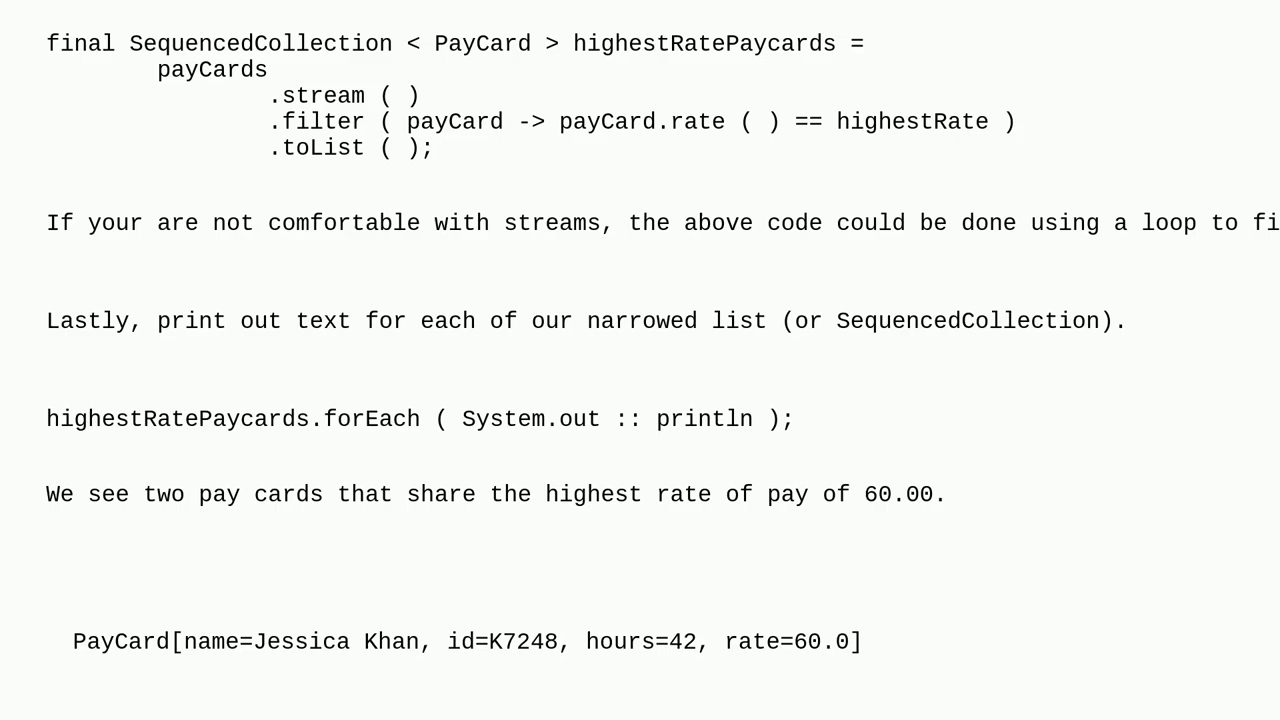 final SequencedCollection < PayCard > highestRatePaycards =
payCards
.stream ( )
.filter ( payCard -> payCard.rate ( ) == highestRate )
.toList ( );
If your are not comfortable with streams, the above code could be done using a loop to fi
Lastly, print out text for each of our narrowed list (or SequencedCollection).
highestRatePaycards.forEach ( System.out :: println );
We see two pay cards that share the highest rate of pay of 60.00.
PayCard[name=Jessica Khan, id=K7248, hours=42, rate=60.0]